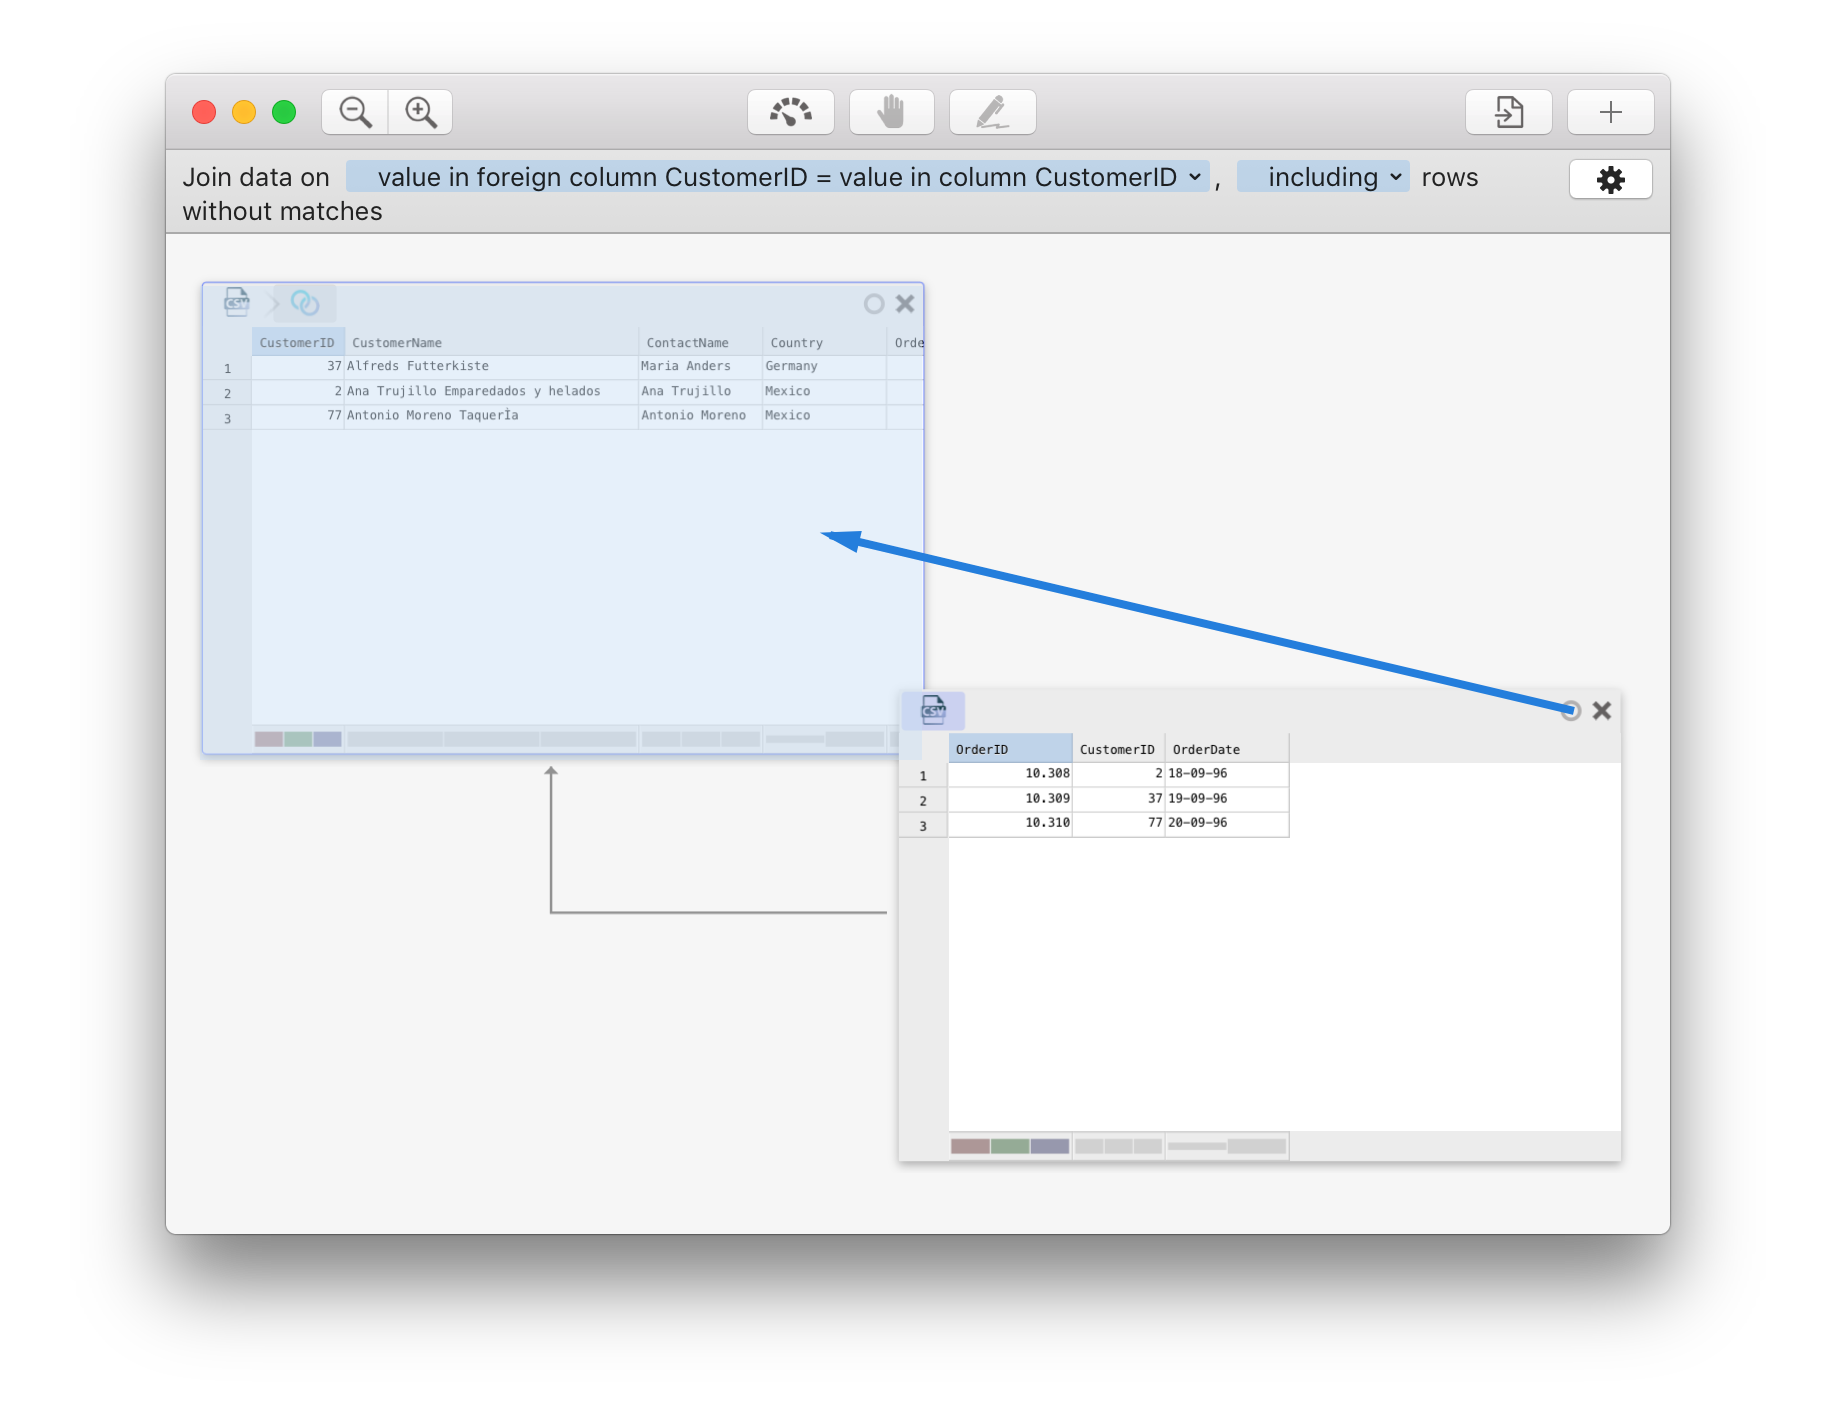 Join data on value in foreign column CustomerID = value in column CustomerID , including rows
without matches
CSV
CustomerID CustomerName ContactName Country Orde
1 37 Alfreds Futterkiste Maria Anders Germany
2 2 Ana Trujillo Emparedados y helados Ana Trujillo Mexico
3 77 Antonio Moreno TaquerÌa Antonio Moreno Mexico
CSV
OrderID CustomerID OrderDate
1 10.308 2 18-09-96
2 10.309 37 19-09-96
3 10.310 77 20-09-96